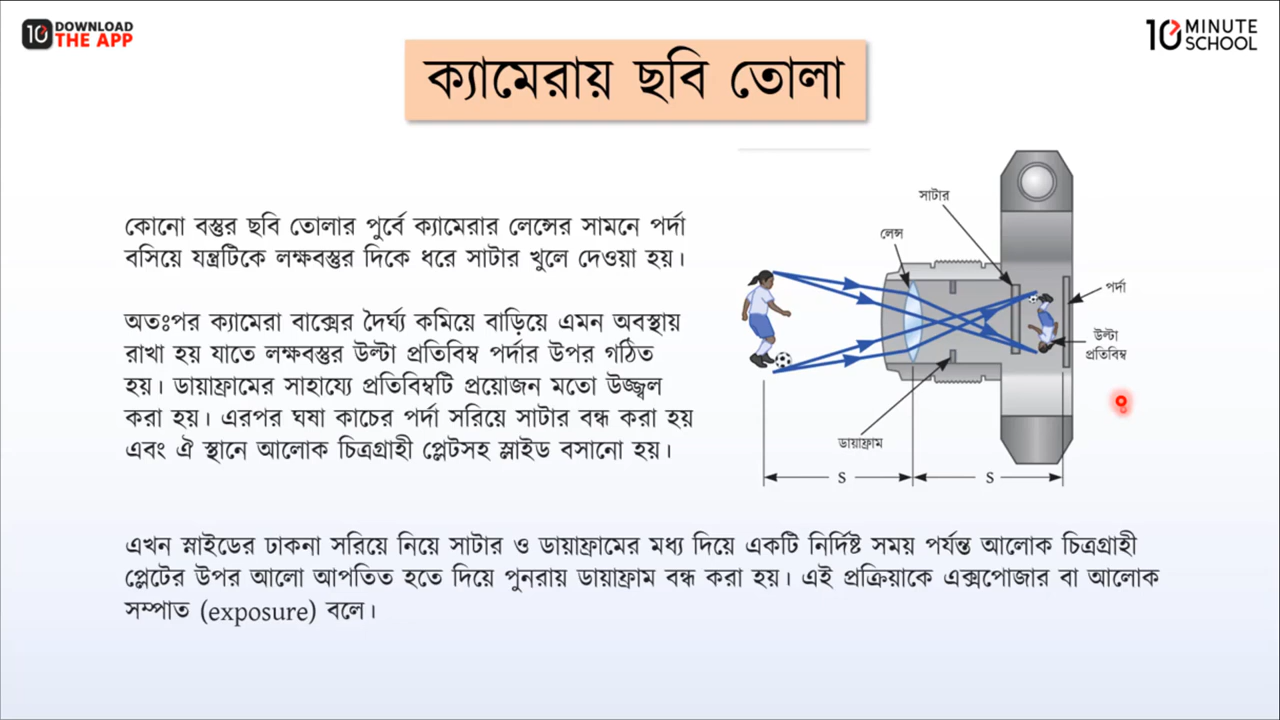 10 DOWNLOAD
THE APP
10 MINUTE
SCHOOL
ক্যামেরায় ছবি তোলা
কোনো বস্তুর ছবি তোলার পুর্বে ক্যামেরার লেন্সের সামনে পর্দা
বসিয়ে যন্ত্রটিকে লক্ষবস্তুর দিকে ধরে সাটার খুলে দেওয়া হয়।
অতঃপর ক্যামেরা বাক্সের দৈর্ঘ্য কমিয়ে বাড়িয়ে এমন অবস্থায়
রাখা হয় যাতে লক্ষবস্তুর উল্টা প্রতিবিম্ব পর্দার উপর গঠিত
হয়। ডায়াফ্রামের সাহায্যে প্রতিবিম্বটি প্রয়োজন মতো উজ্জ্বল
করা হয়। এরপর ঘষা কাচের পর্দা সরিয়ে সাটার বন্ধ করা হয়
এবং ঐ স্থানে আলোক চিত্রগ্রাহী প্লেটসহ স্লাইড বসানো হয়।
সাটার
লেন্স
পর্দা
উল্টা
প্রতিবিম্ব
ডায়াফ্রাম
S
S
এখন স্লাইডের ঢাকনা সরিয়ে নিয়ে সাটার ও ডায়াফ্রামের মধ্য দিয়ে একটি নির্দিষ্ট সময় পর্যন্ত আলোক চিত্রগ্রাহী
প্লেটের উপর আলো আপতিত হতে দিয়ে পুনরায় ডায়াফ্রাম বন্ধ করা হয়। এই প্রক্রিয়াকে এক্সপোজার বা আলোক
সম্পাত (exposure) বলে।